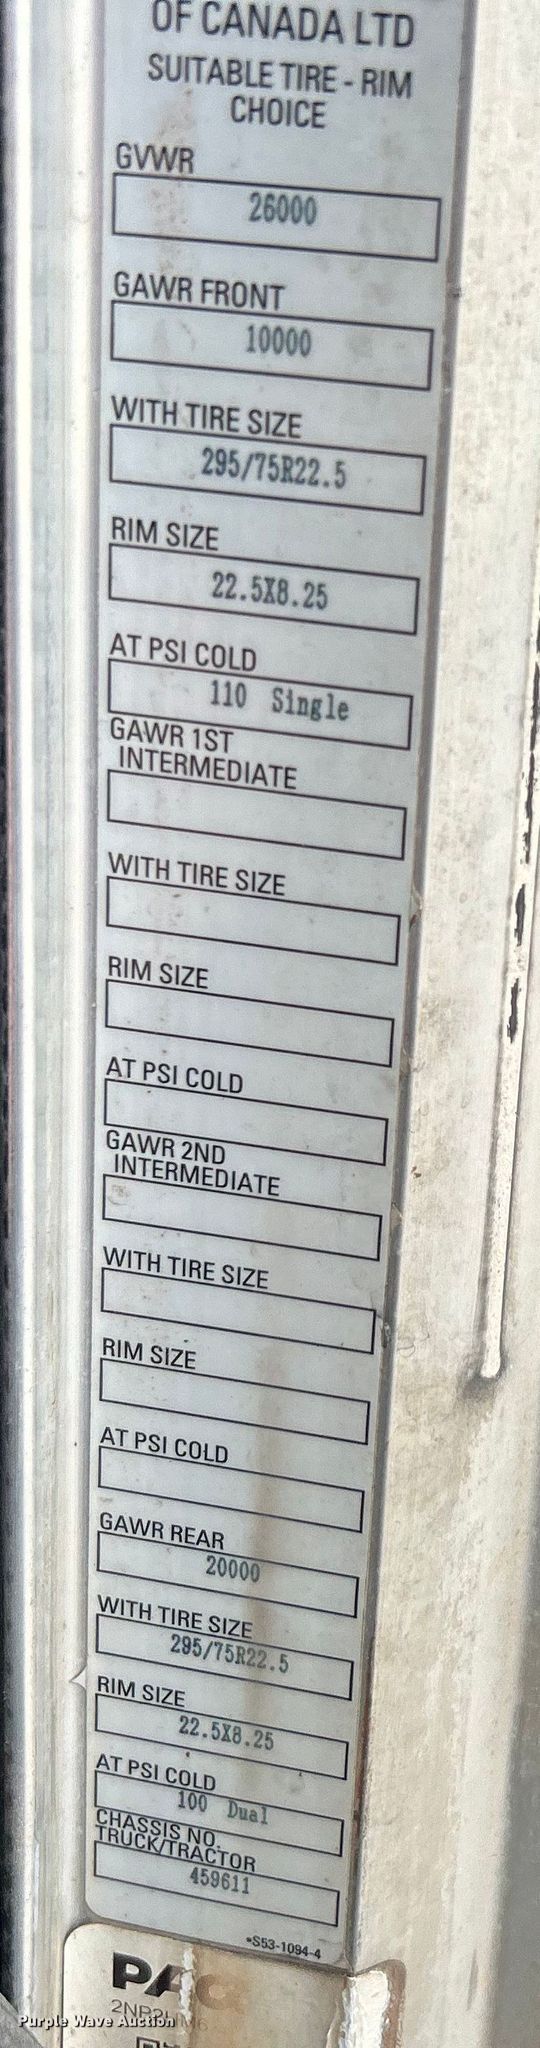 OF CANADA LTD
SUITABLE TIRE - RIM
CHOICE
GVWR
26000
GAWR FRONT
10000
WITH TIRE SIZE
295/75R22.5
RIM SIZE
22.5X8.25
AT PSI COLD
110 Single
GAWR 1ST
INTERMEDIATE
WITH TIRE SIZE
RIM SIZE
AT PSI COLD
GAWR 2ND
INTERMEDIATE
WITH TIRE SIZE
RIM SIZE
AT PSI COLD
GAWR REAR
20000
WITH TIRE SIZE
295/75R22.5
RIM SIZE
22.5X8.25
AT PSI COLD
100 Dual
CHASSIS NO.
TRUCK/TRACTOR
459611
*S53-1094-4
Purple Wave Auction